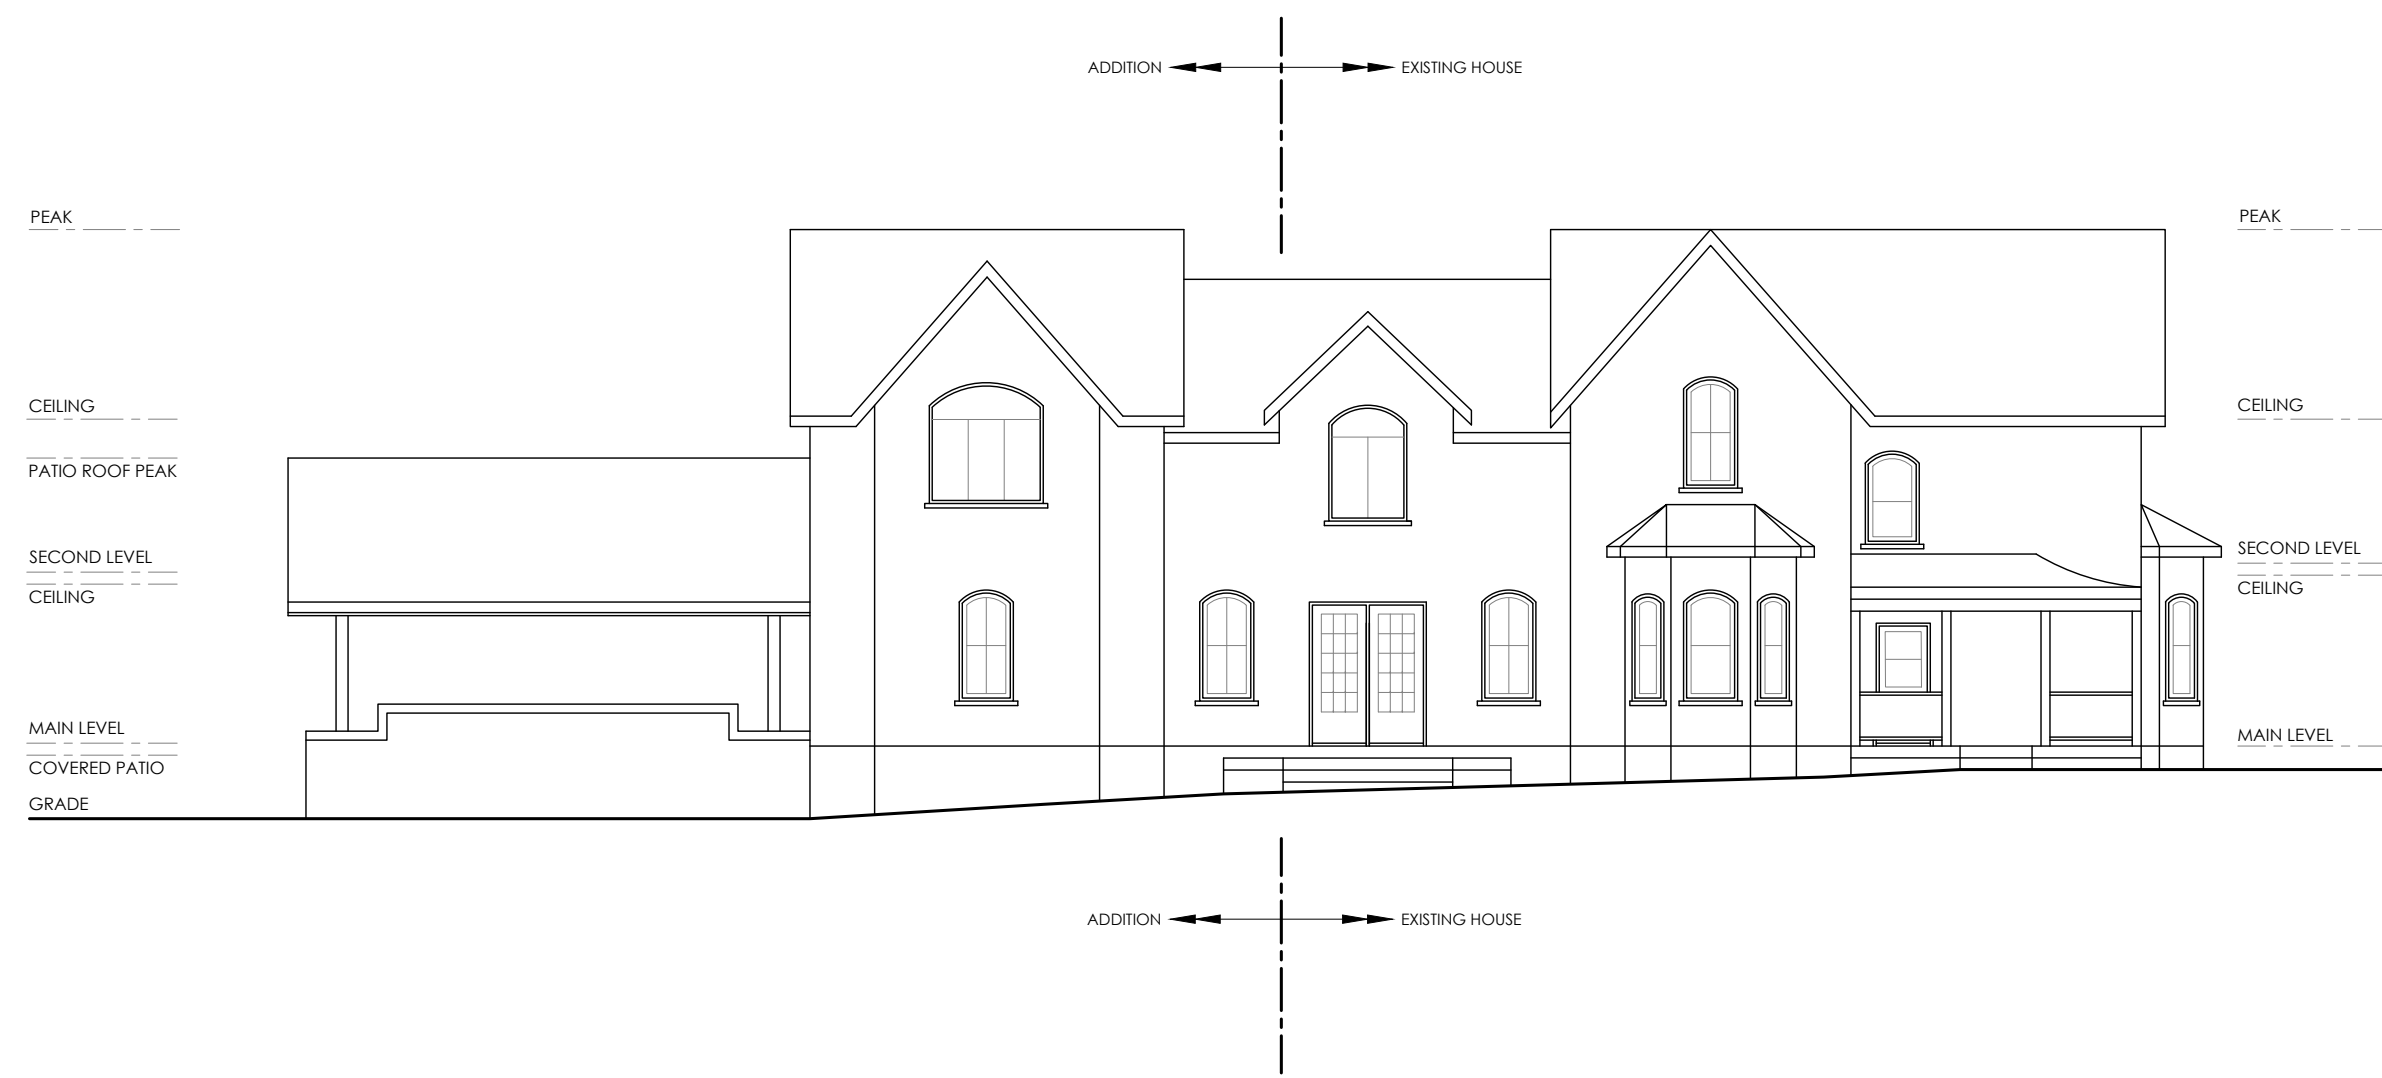 ADDITION EXISTING HOUSE
PEAK PEAK
CEILING CEILING
PATIO ROOF PEAK
SECOND LEVEL SECOND LEVEL
CEILING CEILING
MAIN LEVEL MAIN LEVEL
COVERED PATIO
GRADE
ADDITION EXISTING HOUSE